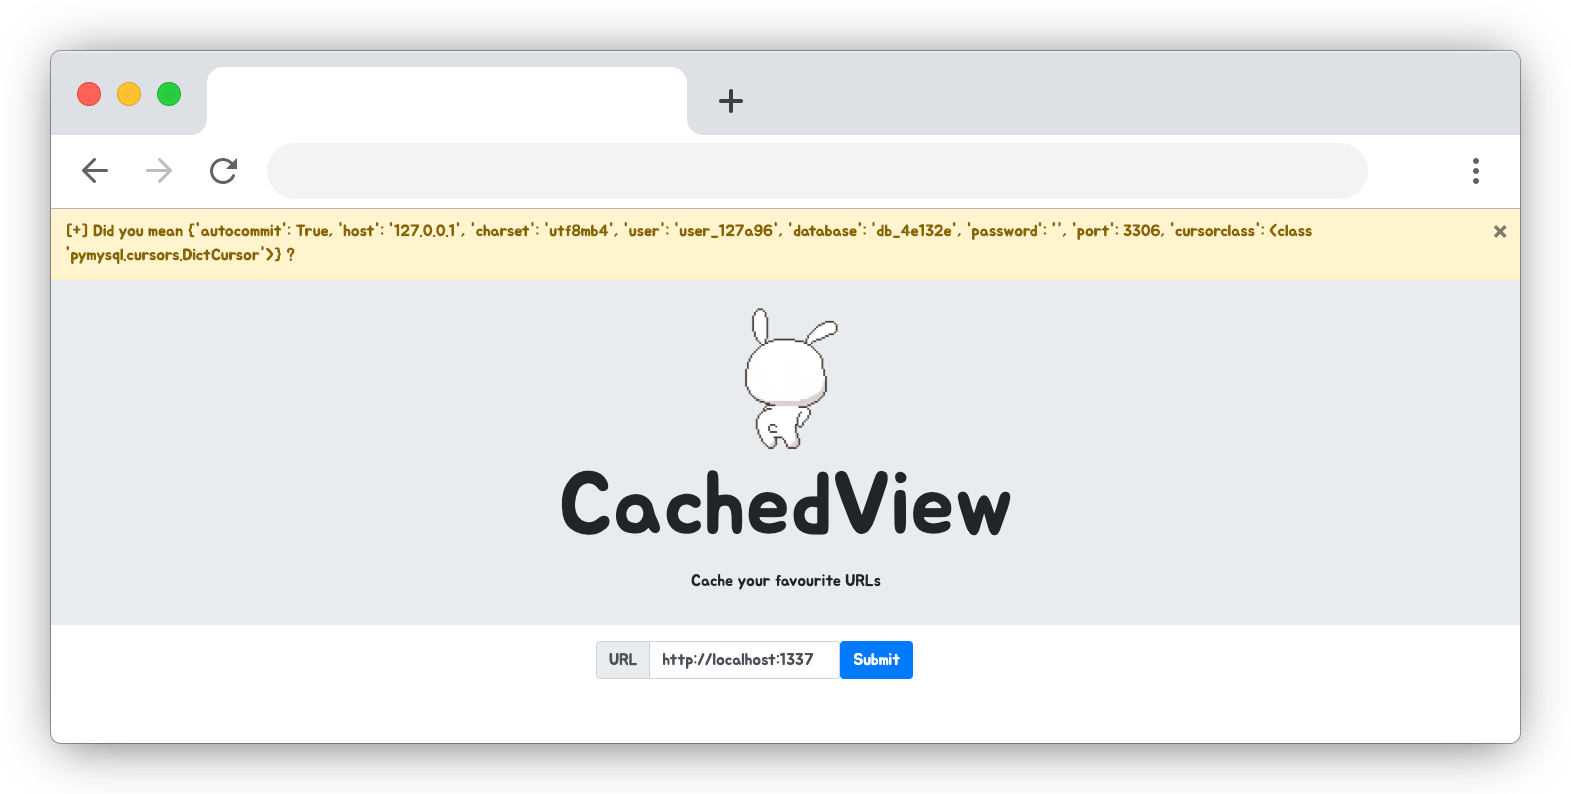 [+] Did you mean {'autocommit': True, 'host': '127.0.0.1', 'charset': 'utf8mb4', 'user': 'user_127a96', 'database': 'db_4e132e', 'password': '', 'port': 3306, 'cursorclass': <class
'pymysql.cursors.DictCursor'>} ?
×
CachedView
Cache your favourite URLs
URL http://localhost:1337 Submit